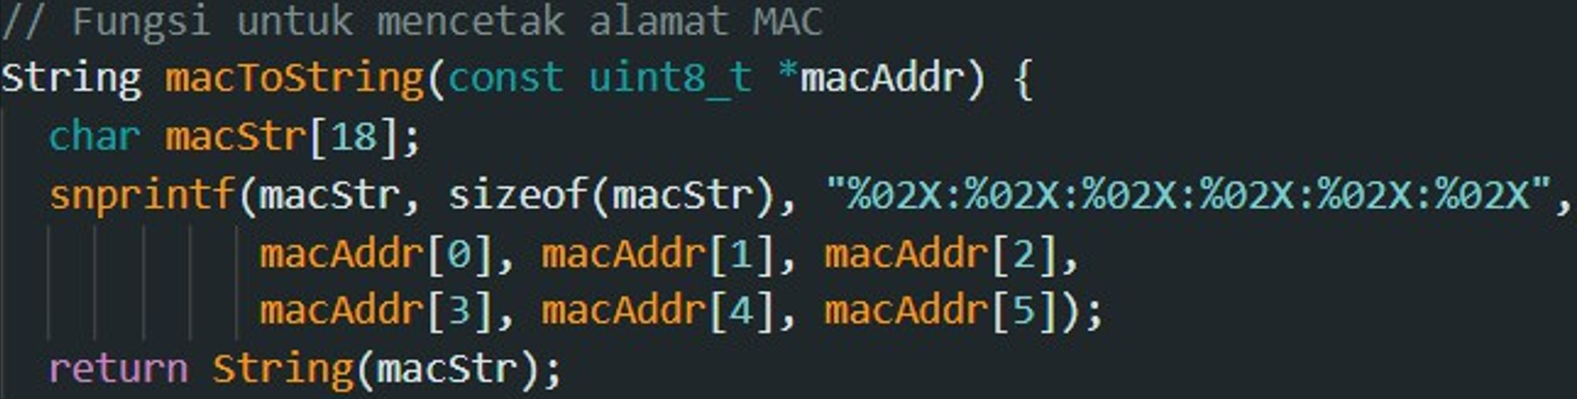 // Fungsi untuk mencetak alamat MAC
String macToString(const uint8_t *macAddr) {
char macStr[18];
snprintf(macStr, sizeof(macStr), "%02X:%02X:%02X:%02X:%02X:%02X",
macAddr[0], macAddr[1], macAddr[2],
macAddr[3], macAddr[4], macAddr[5]);
return String(macStr);